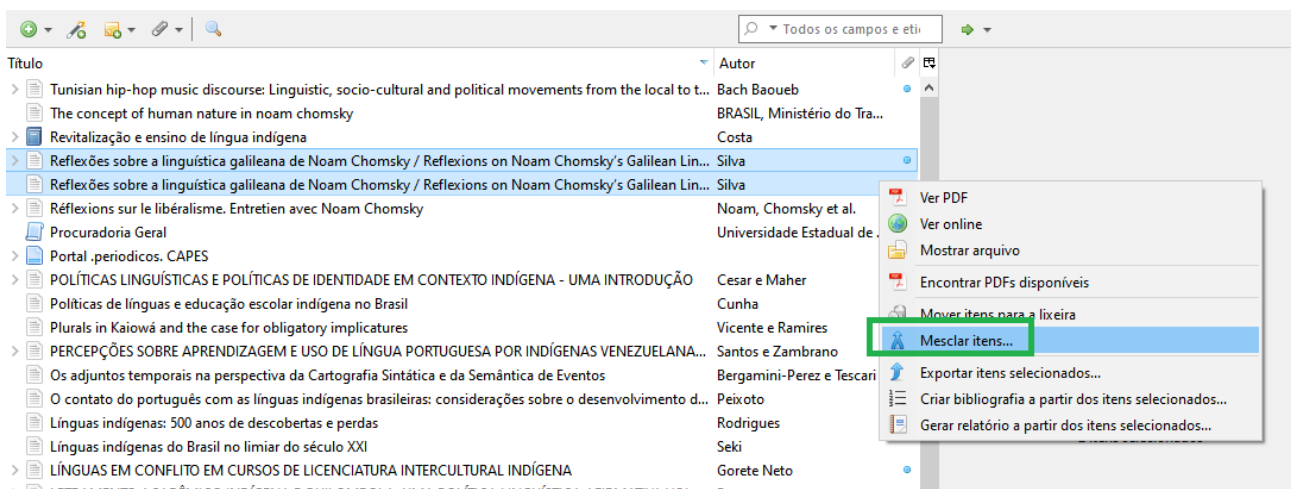 Todos os campos e eti
Título Autor
Tunisian hip-hop music discourse: Linguistic, socio-cultural and political movements from the local to t... Bach Baoueb
The concept of human nature in noam chomsky BRASIL, Ministério do Tra...
Revitalização e ensino de língua indígena Costa
Reflexões sobre a linguística galileana de Noam Chomsky / Reflexions on Noam Chomsky's Galilean Lin... Silva
Reflexões sobre a linguística galileana de Noam Chomsky / Reflexions on Noam Chomsky's Galilean Lin... Silva
Réflexions sur le libéralisme. Entretien avec Noam Chomsky Noam, Chomsky et al.
Procuradoria Geral Universidade Estadual de
Portal .periodicos. CAPES
POLÍTICAS LINGUÍSTICAS E POLÍTICAS DE IDENTIDADE EM CONTEXTO INDÍGENA - UMA INTRODUÇÃO Cesar e Maher
Políticas de línguas e educação escolar indígena no Brasil Cunha
Plurals in Kaiowá and the case for obligatory implicatures Vicente e Ramires
PERCEPÇÕES SOBRE APRENDIZAGEM E USO DE LÍNGUA PORTUGUESA POR INDÍGENAS VENEZUELANA... Santos e Zambrano
Os adjuntos temporais na perspectiva da Cartografia Sintática e da Semântica de Eventos Bergamini-Perez e Tescari
O contato do português com as línguas indígenas brasileiras: considerações sobre o desenvolvimento d... Peixoto
Línguas indígenas: 500 anos de descobertas e perdas Rodrigues
Línguas indígenas do Brasil no limiar do século XXI Seki
LÍNGUAS EM CONFLITO EM CURSOS DE LICENCIATURA INTERCULTURAL INDÍGENA Gorete Neto
Ver PDF
Ver online
Mostrar arquivo
Encontrar PDFs disponíveis
Mover itens para a lixeira
Mesclar itens...
Exportar itens selecionados...
Criar bibliografia a partir dos itens selecionados...
Gerar relatório a partir dos itens selecionados...